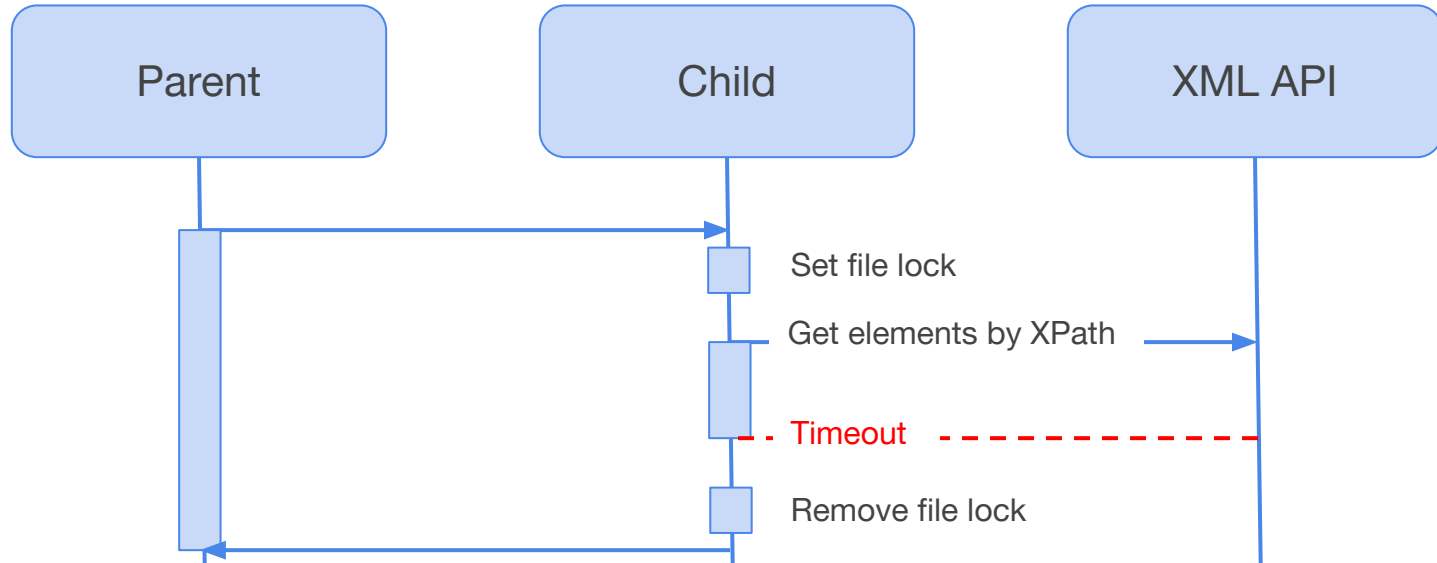 Parent
Child
XML API
Set file lock
Get elements by XPath
Timeout
Remove file lock